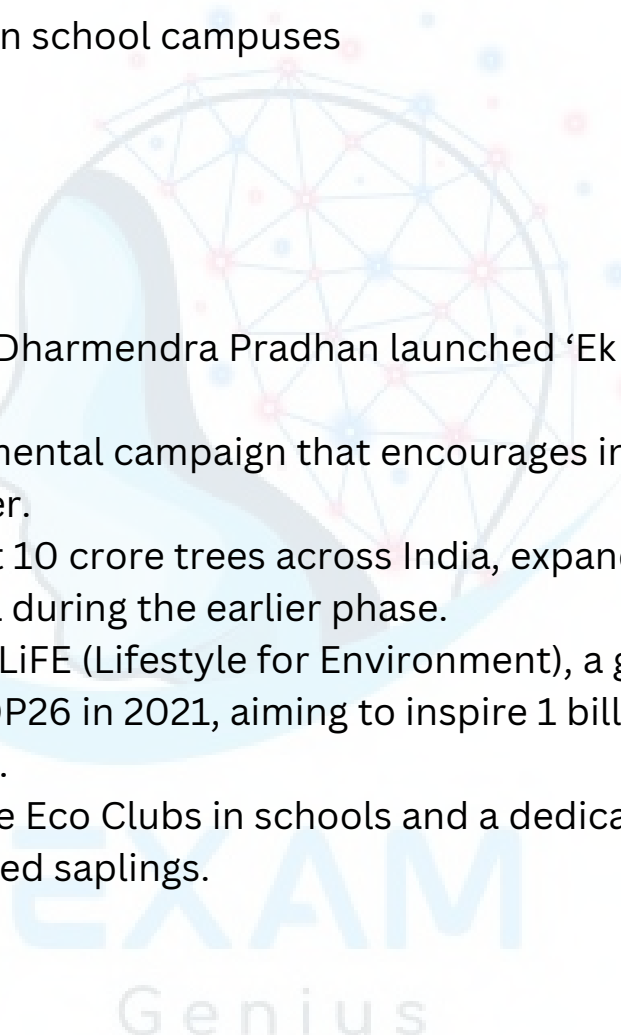 n school campuses
Dharmendra Pradhan launched ‘Ek
mental campaign that encourages in
er.
t 10 crore trees across India, expan
during the earlier phase.
LiFE (Lifestyle for Environment), a g
P26 in 2021, aiming to inspire 1 bill
.
e Eco Clubs in schools and a dedica
ed saplings.
EXAM
Genius